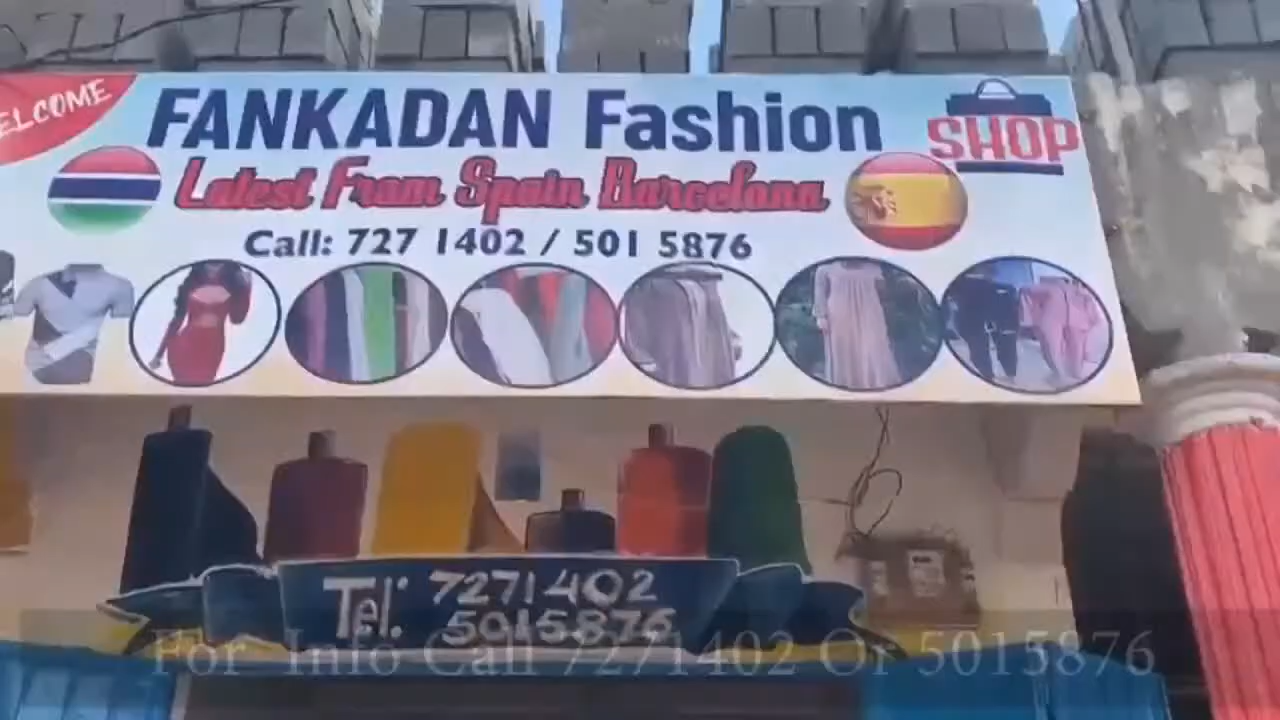 ELCOME
FANKADAN Fashion
SHOP
Latest From Spain Barcelona
Call: 727 1402 / 501 5876
Tel: 7271402
5015876
For Info Call 7271402 Or 5015876